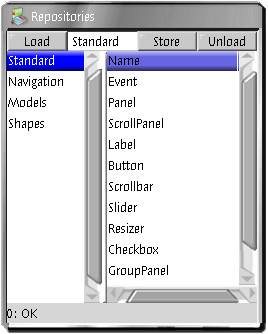 Repositories
Load Standard Store Unload
Standard
Navigation
Models
Shapes
Name
Event
Panel
ScrollPanel
Label
Button
Scrollbar
Slider
Resizer
Checkbox
GroupPanel
0: OK